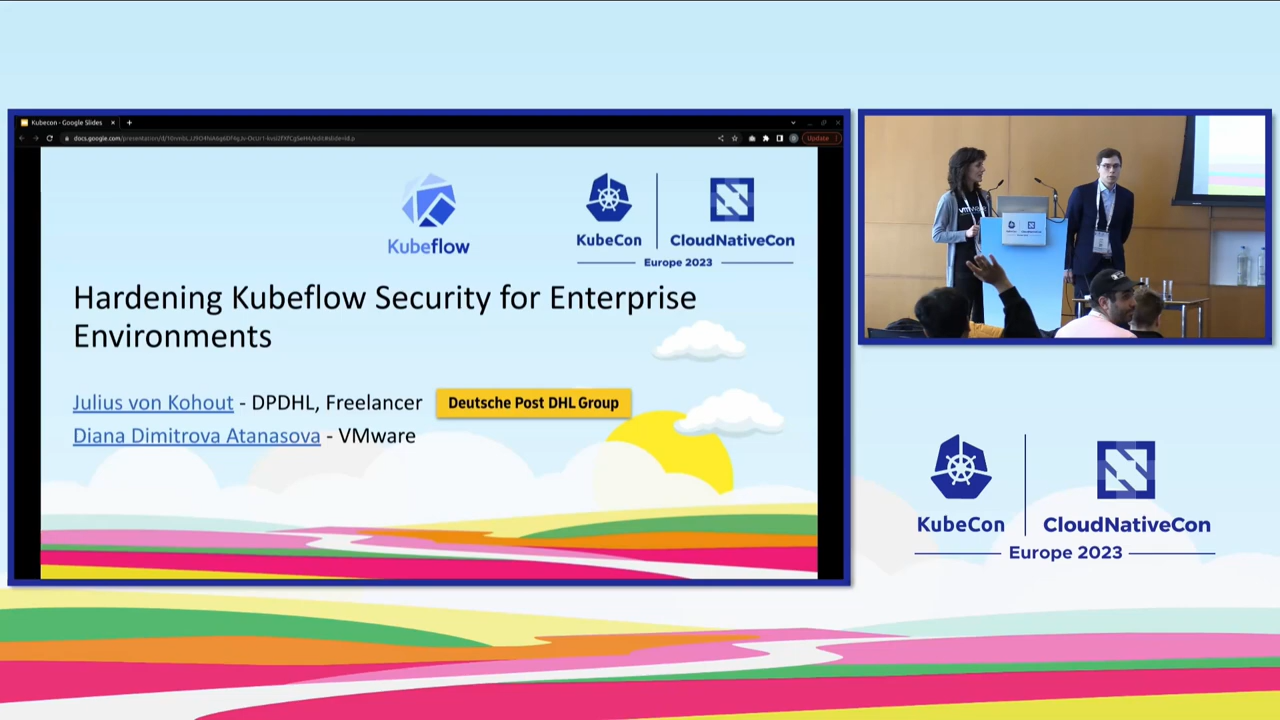 Kubecon - Google Slides
Update
Kubeflow
KubeCon
CloudNativeCon
Europe 2023
Hardening Kubeflow Security for Enterprise
Environments
Julius von Kohout - DPDHL, Freelancer
Deutsche Post DHL Group
Diana Dimitrova Atanasova - VMware
KubeCon
CloudNativeCon
Europe 2023